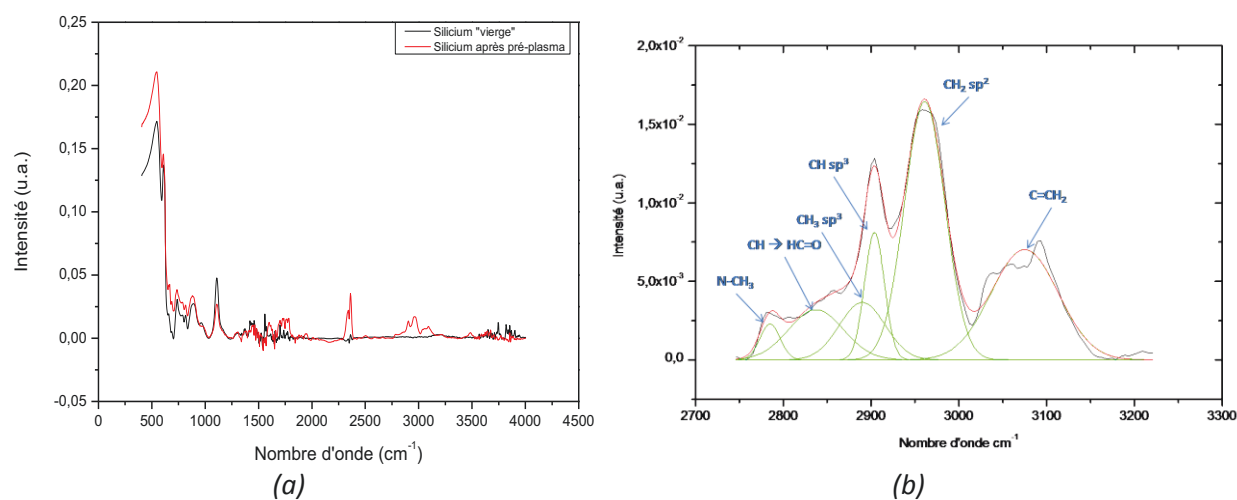 0,25
0,20
0,15
0,10
0,05
0,00
-0,05
Intensité (u.a.)
Silicium "vierge"
Silicium après pré-plasma
0 500 1000 1500 2000 2500 3000 3500 4000 4500
Nombre d'onde (cm⁻¹)
(a)
2,0x10⁻²
1,5x10⁻²
1,0x10⁻²
5,0x10⁻³
0,0
Intensité (u.a.)
CH₂ sp²
CH sp³
CH₃ sp³
CH → HC=O
N-CH₃
C=CH₂
2700 2800 2900 3000 3100 3200 3300
Nombre d'onde cm⁻¹
(b)